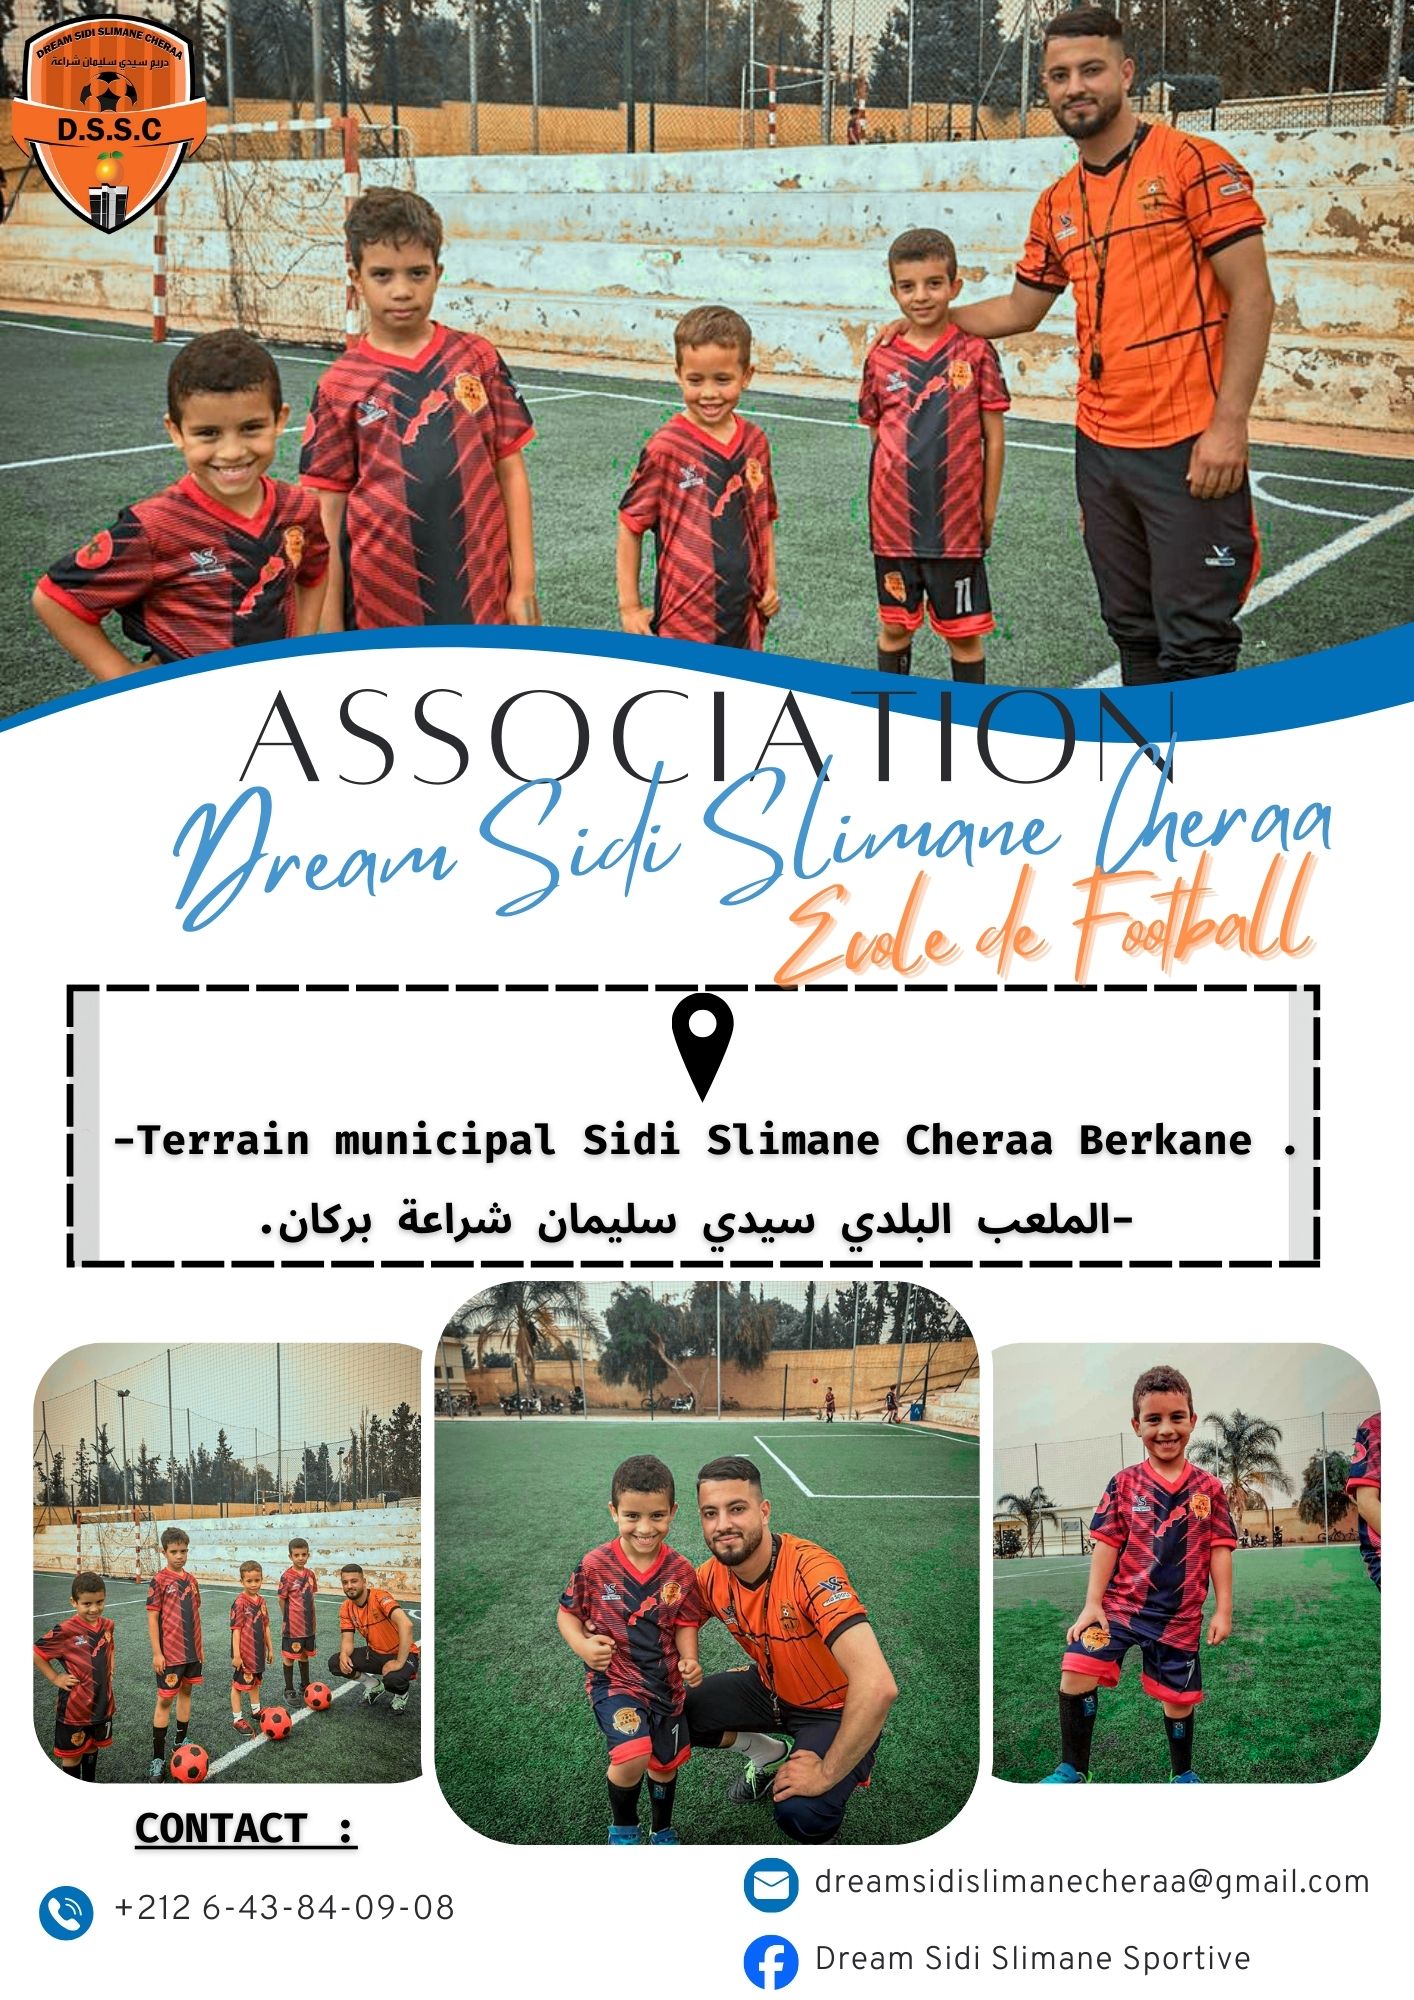 DREAM SIDI SLIMANE CHERAA
دريم سيدي سليمان شراعة
D.S.S.C
11
ASSOCIATION
Dream Sidi Slimane Cheraa
Ecole de Football
-Terrain municipal Sidi Slimane Cheraa Berkane .
-الملعب البلدي سيدي سليمان شراعة بركان.
CONTACT :
+212 6-43-84-09-08
dreamsidislimanecheraa@gmail.com
Dream Sidi Slimane Sportive